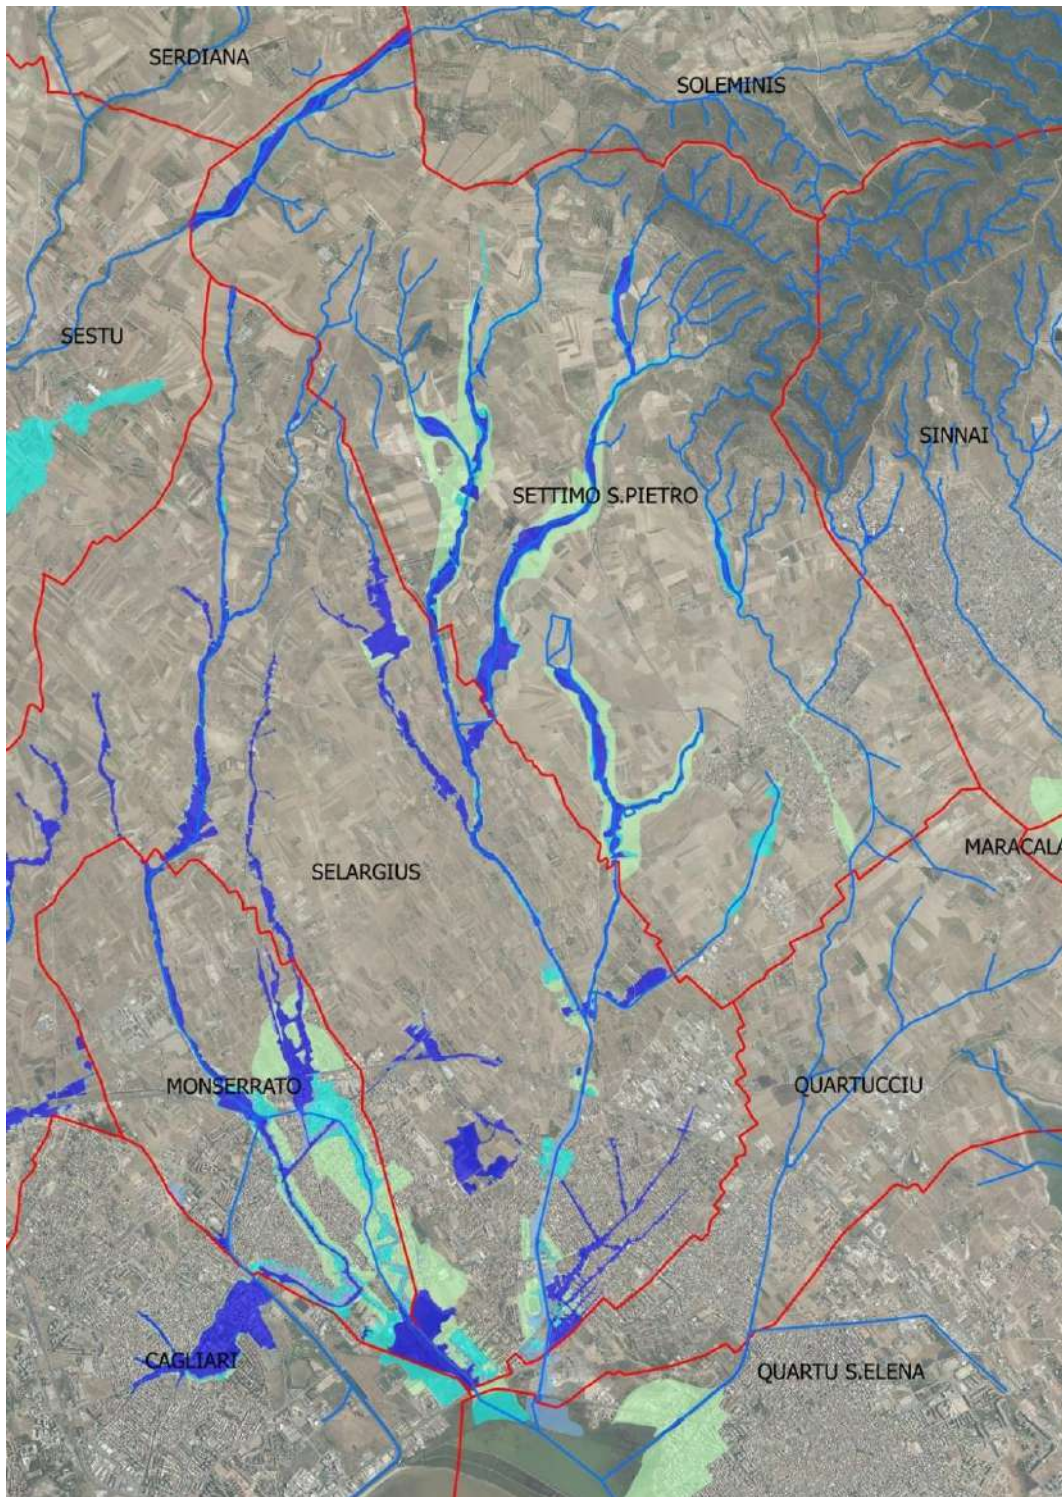 SERDIANA
SOLEMINIS
SESTU
SINNAI
SETTIMO S.PIETRO
MARACALA
SELARGIUS
MONSERRATO
QUARTUCCIU
CAGLIARI
QUARTU S.ELENA